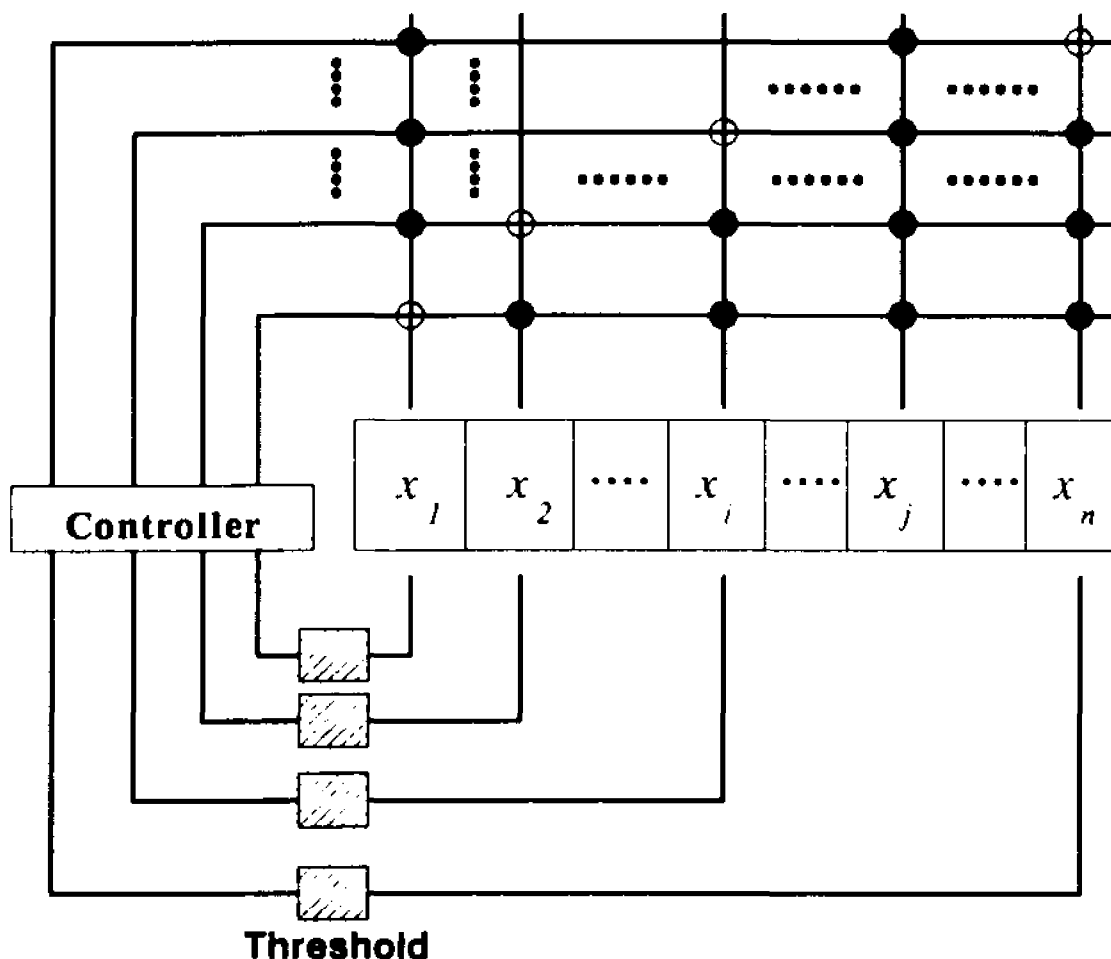 x₁ x₂ ···· xᵢ ···· xⱼ ···· xₙ
Controller
Threshold